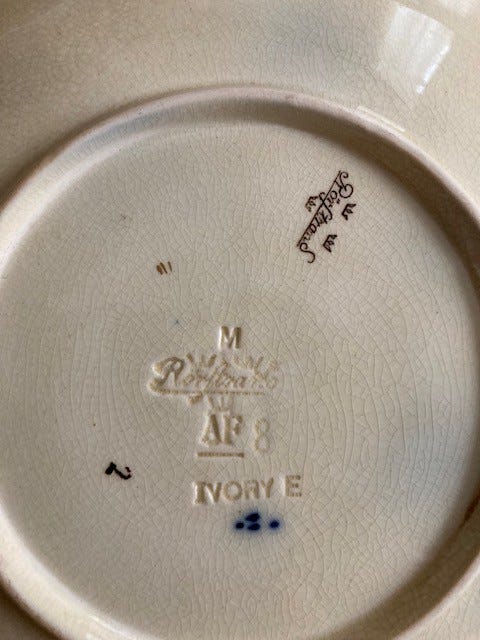 Rörstrand
M
Rörstrand
AF 8
IVORY E